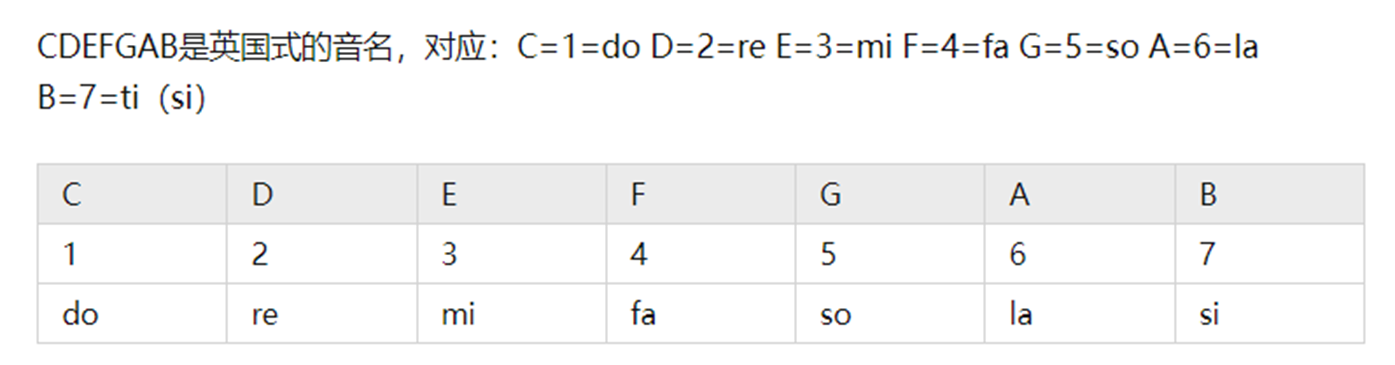 CDEFGAB是英国式的音名，对应：C=1=do D=2=re E=3=mi F=4=fa G=5=so A=6=la
B=7=ti（si）
C D E F G A B
1 2 3 4 5 6 7
do re mi fa so la si